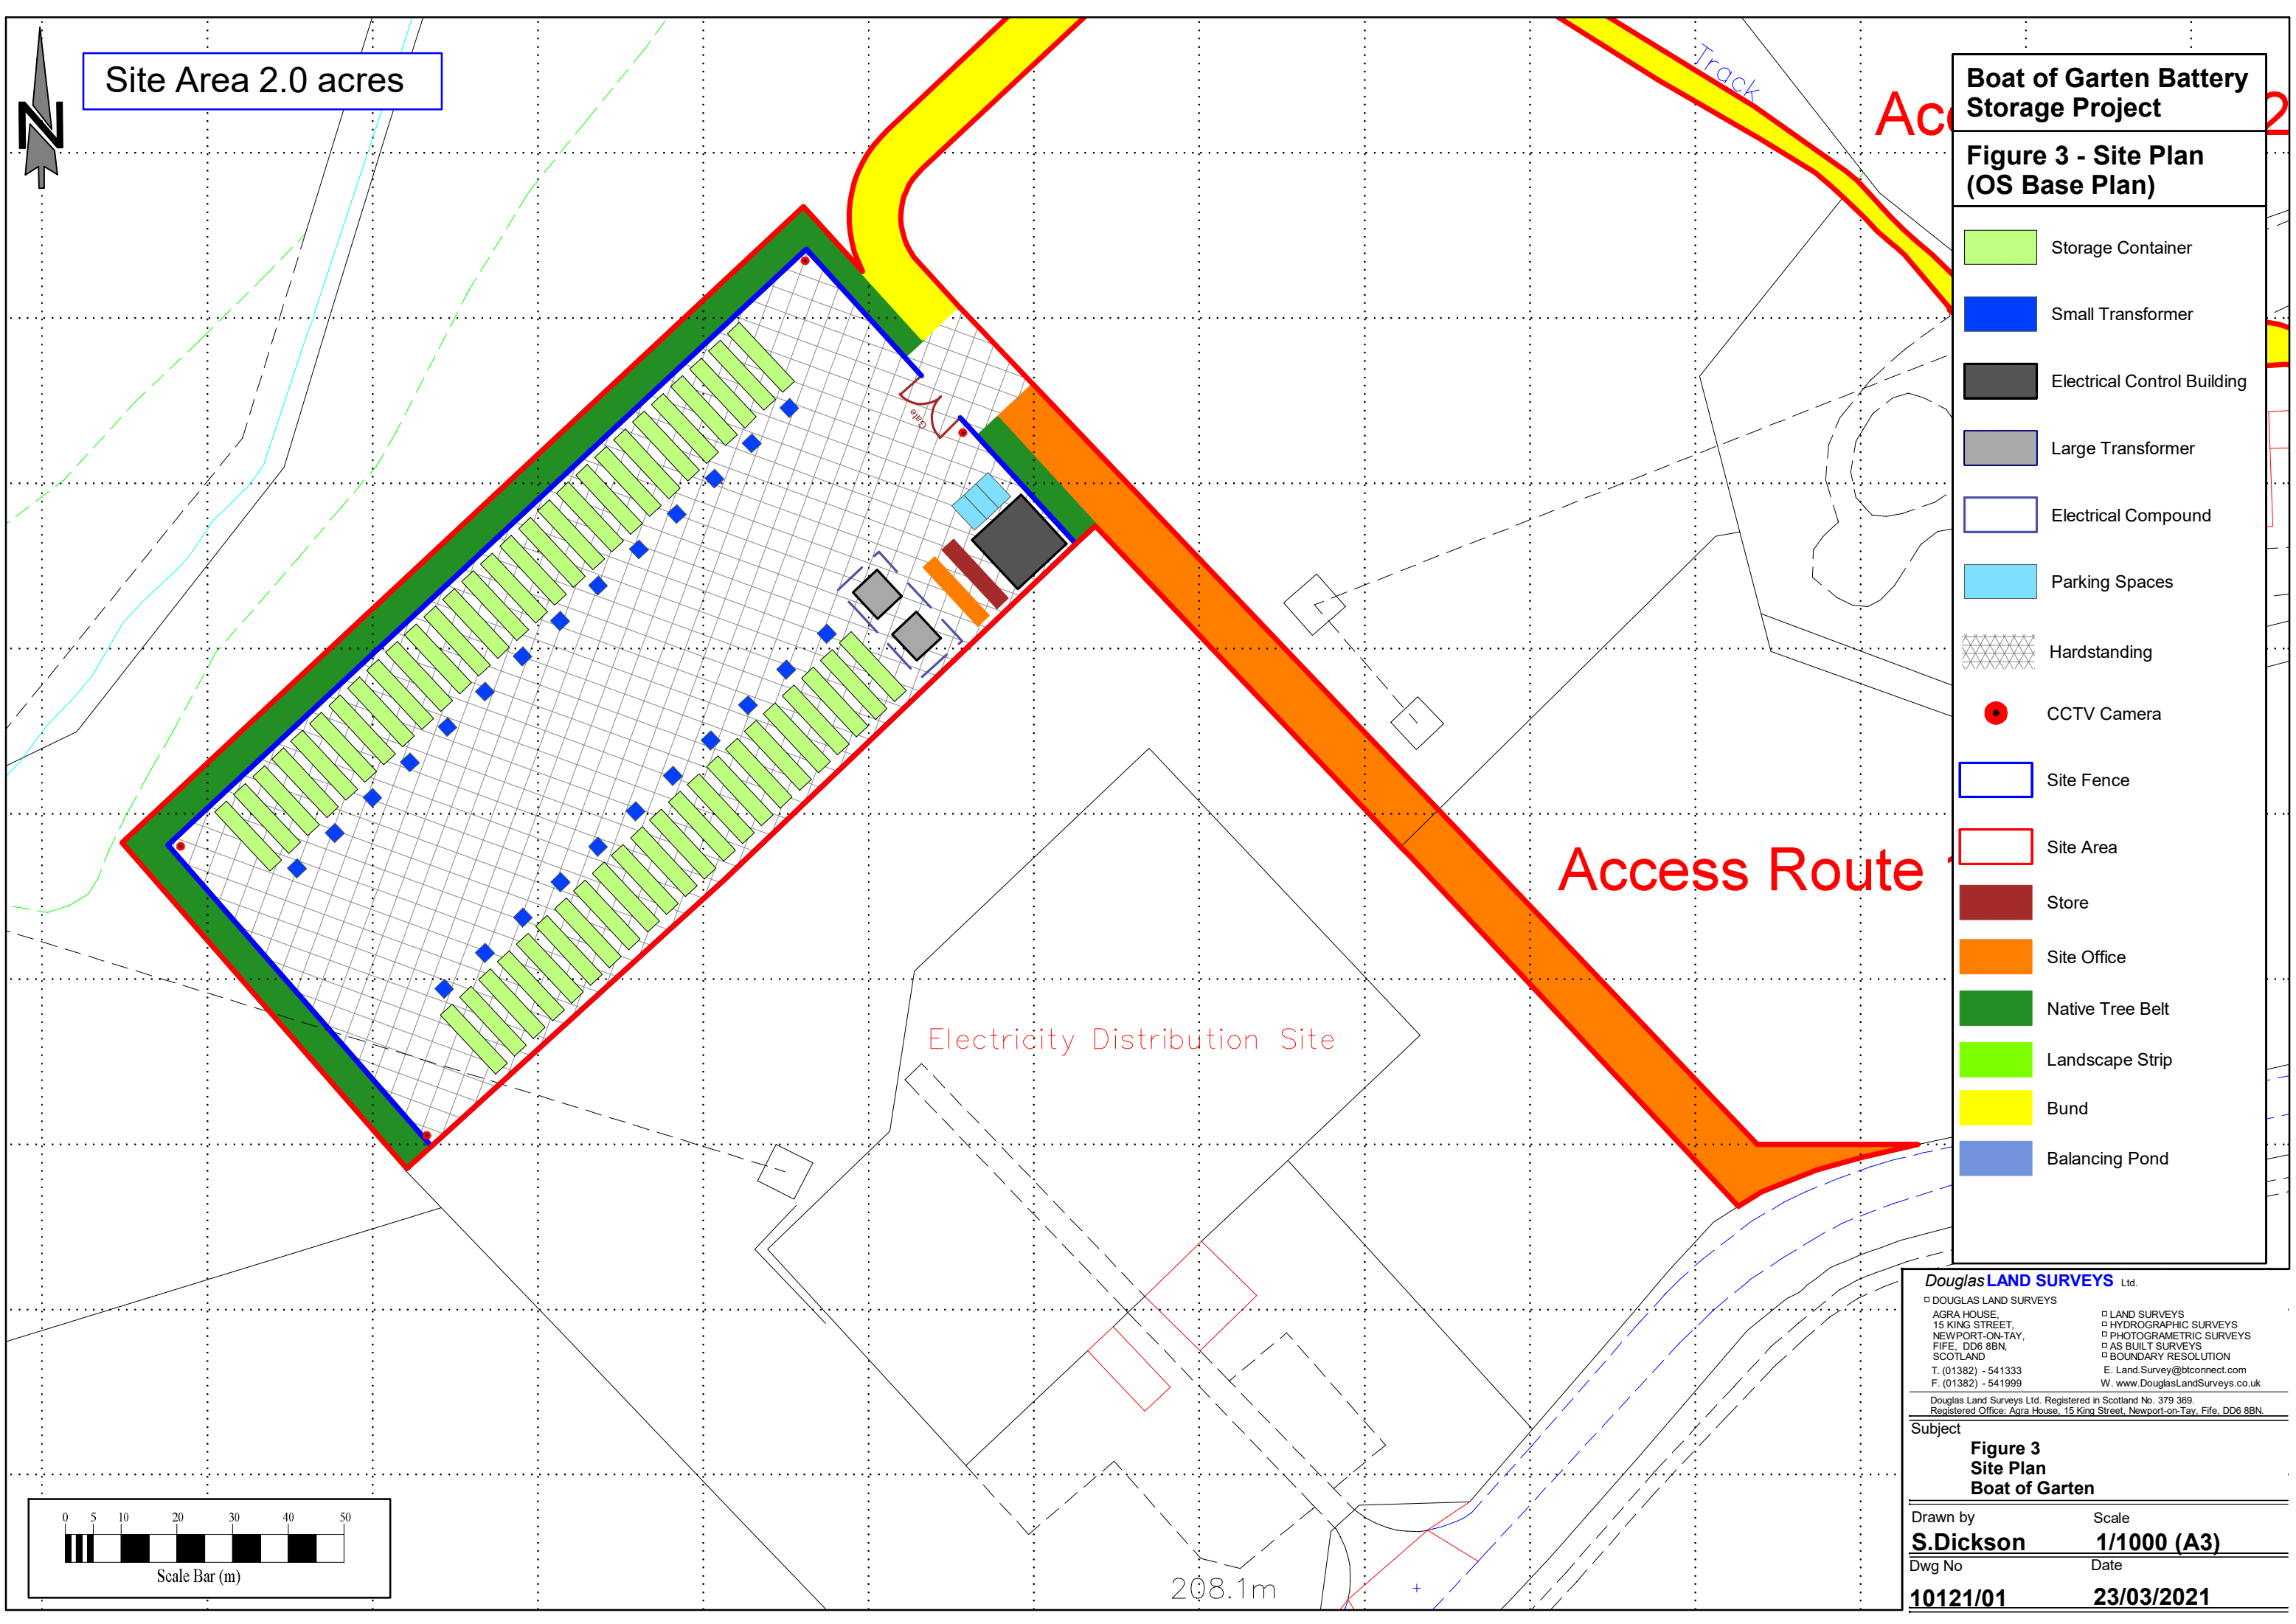 N
Site Area 2.0 acres
Track
Gate
Access Route
Electricity Distribution Site
208.1m
2
Boat of Garten Battery
Storage Project
Figure 3 - Site Plan
(OS Base Plan)
Storage Container
Small Transformer
Electrical Control Building
Large Transformer
Electrical Compound
Parking Spaces
Hardstanding
CCTV Camera
Site Fence
Site Area
Store
Site Office
Native Tree Belt
Landscape Strip
Bund
Balancing Pond
0 5 10 20 30 40 50
Scale Bar (m)
Douglas LAND SURVEYS Ltd.
DOUGLAS LAND SURVEYS
AGRA HOUSE,
15 KING STREET,
NEWPORT-ON-TAY,
FIFE, DD6 8BN,
SCOTLAND
T. (01382) - 541333
F. (01382) - 541999
LAND SURVEYS
HYDROGRAPHIC SURVEYS
PHOTOGRAMETRIC SURVEYS
AS BUILT SURVEYS
BOUNDARY RESOLUTION
E. Land.Survey@btconnect.com
W. www.DouglasLandSurveys.co.uk
Douglas Land Surveys Ltd. Registered in Scotland No. 379 369.
Registered Office: Agra House, 15 King Street, Newport-on-Tay, Fife, DD6 8BN.
Subject
Figure 3
Site Plan
Boat of Garten
Drawn by
S.Dickson
Scale
1/1000 (A3)
Dwg No
10121/01
Date
23/03/2021